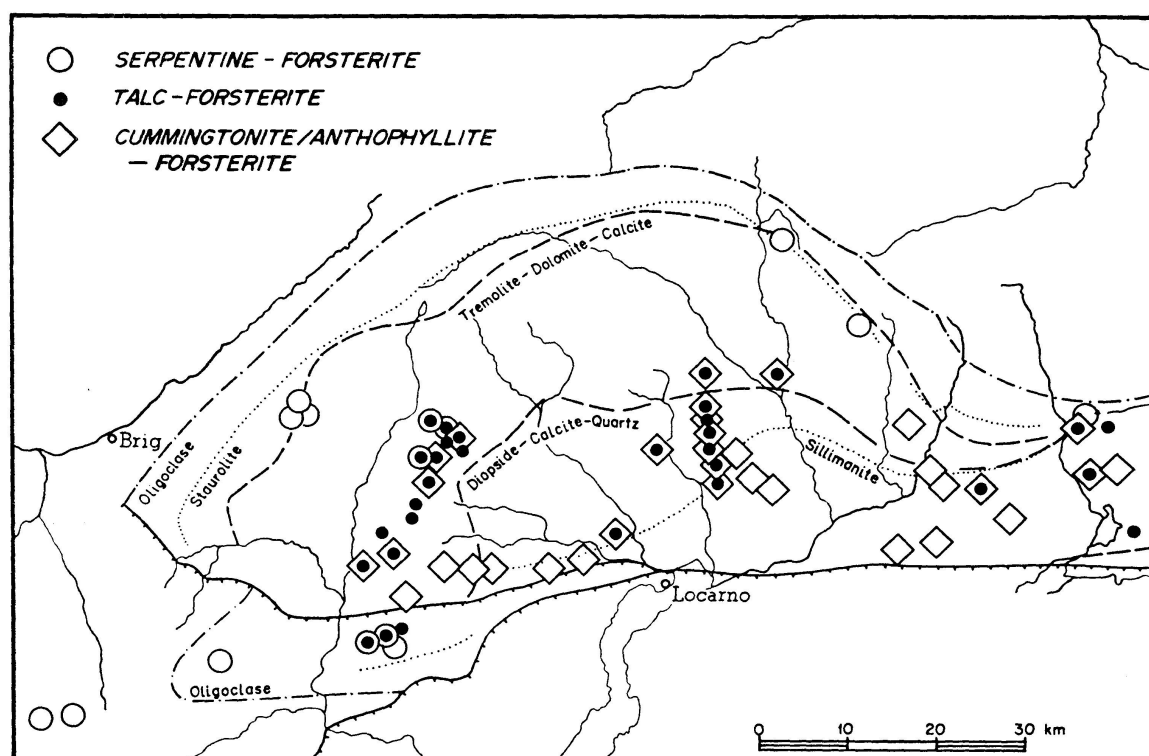 SERPENTINE - FORSTERITE
TALC - FORSTERITE
CUMMINGTONITE/ANTHOPHYLLITE
- FORSTERITE
Tremolite - Dolomite - Calcite
Brig
Oligoclase
Staurolite
Diopside - Calcite - Quartz
Sillimanite
Locarno
Oligoclase
0 10 20 30 km